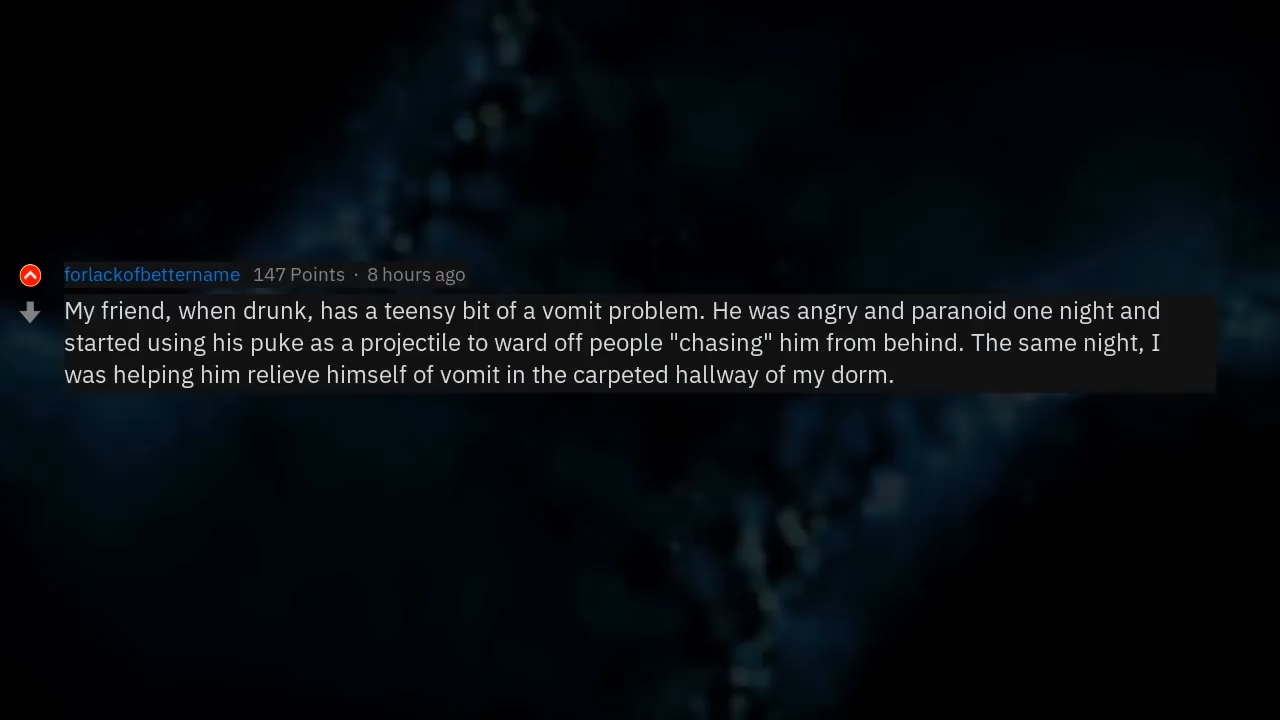 forlackofbettername 147 Points · 8 hours ago
My friend, when drunk, has a teensy bit of a vomit problem. He was angry and paranoid one night and
started using his puke as a projectile to ward off people "chasing" him from behind. The same night, I
was helping him relieve himself of vomit in the carpeted hallway of my dorm.